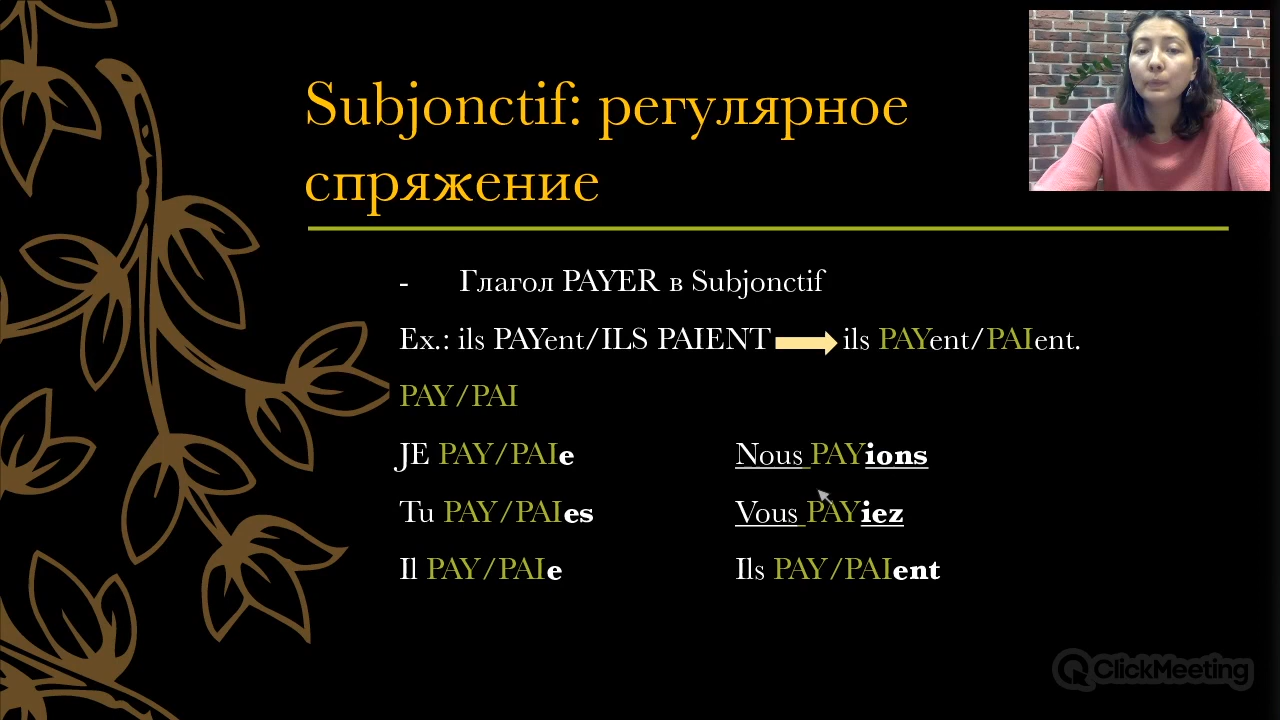 Subjonctif: регулярное
спряжение
- Глагол PAYER в Subjonctif
Ex.: ils PAYent/ILS PAIENT ils PAYent/PAIent.
PAY/PAI
JE PAY/PAIe Nous PAYions
Tu PAY/PAIes Vous PAYiez
Il PAY/PAIe Ils PAY/PAIent
ClickMeeting